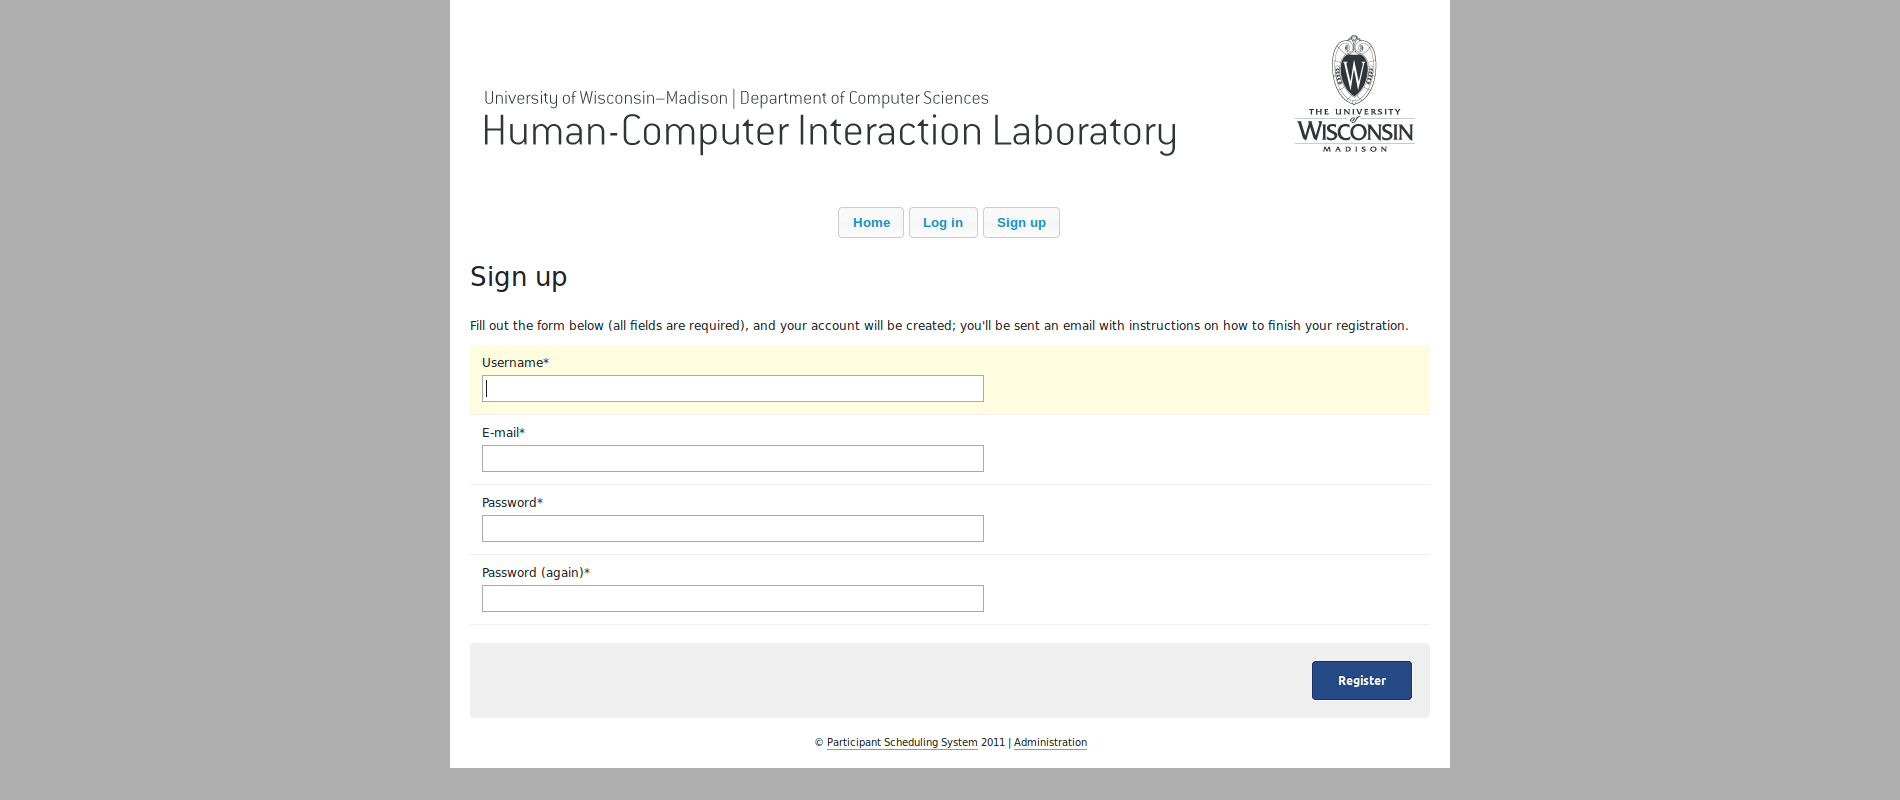 University of Wisconsin–Madison | Department of Computer Sciences
Human-Computer Interaction Laboratory
W
THE UNIVERSITY
of
WISCONSIN
MADISON
Home Log in Sign up
Sign up
Fill out the form below (all fields are required), and your account will be created; you'll be sent an email with instructions on how to finish your registration.
Username*
E-mail*
Password*
Password (again)*
Register
© Participant Scheduling System 2011 | Administration